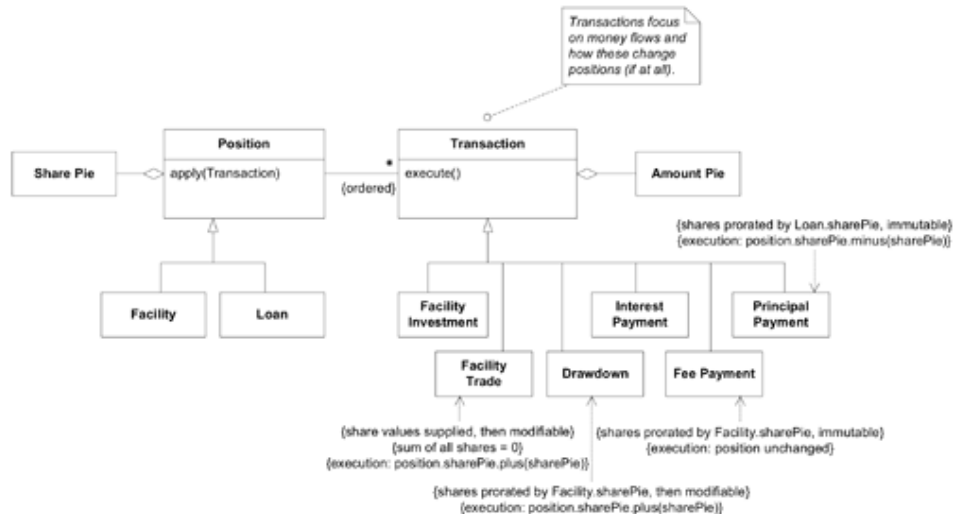 Transactions focus
on money flows and
how these change
positions (if at all).
Position
Transaction
Share Pie
apply(Transaction)
*
{ordered}
execute()
Amount Pie
{shares prorated by Loan.sharePie, immutable}
{execution: position.sharePie.minus(sharePie)}
Facility
Loan
Facility
Investment
Interest
Payment
Principal
Payment
Facility
Trade
Drawdown
Fee Payment
{share values supplied, then modifiable}
{sum of all shares = 0}
{execution: position.sharePie.plus(sharePie)}
{shares prorated by Facility.sharePie, immutable}
{execution: position unchanged}
{shares prorated by Facility.sharePie, then modifiable}
{execution: position.sharePie.plus(sharePie)}